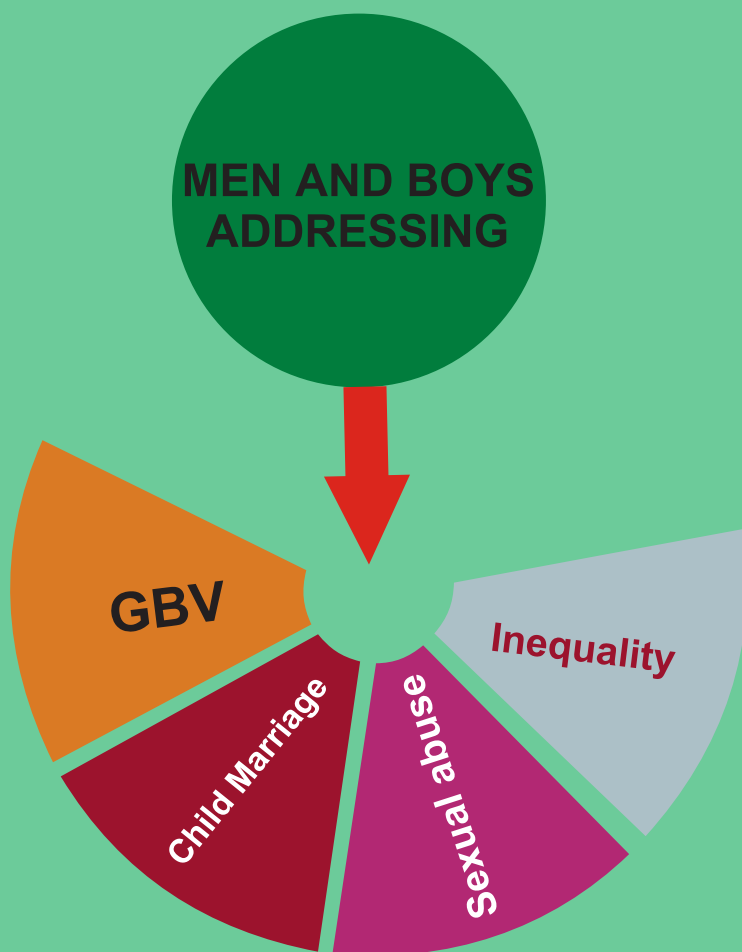 MEN AND BOYS
ADDRESSING
GBV
Child Marriage
Sexual abuse
Inequality